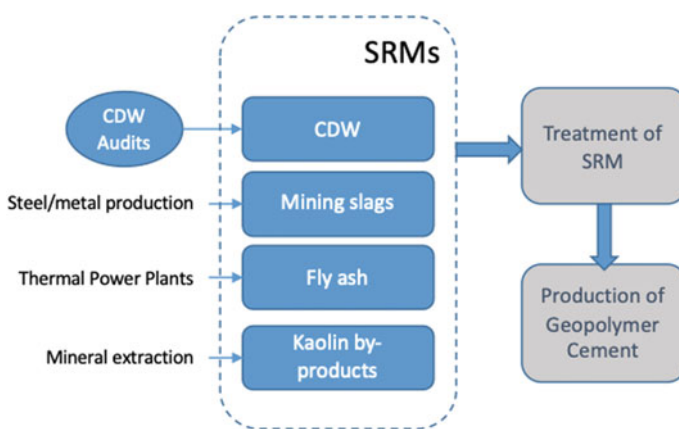 SRMs
CDW
Audits
CDW
Steel/metal production
Mining slags
Thermal Power Plants
Fly ash
Mineral extraction
Kaolin by-
products
Treatment of
SRM
Production of
Geopolymer
Cement